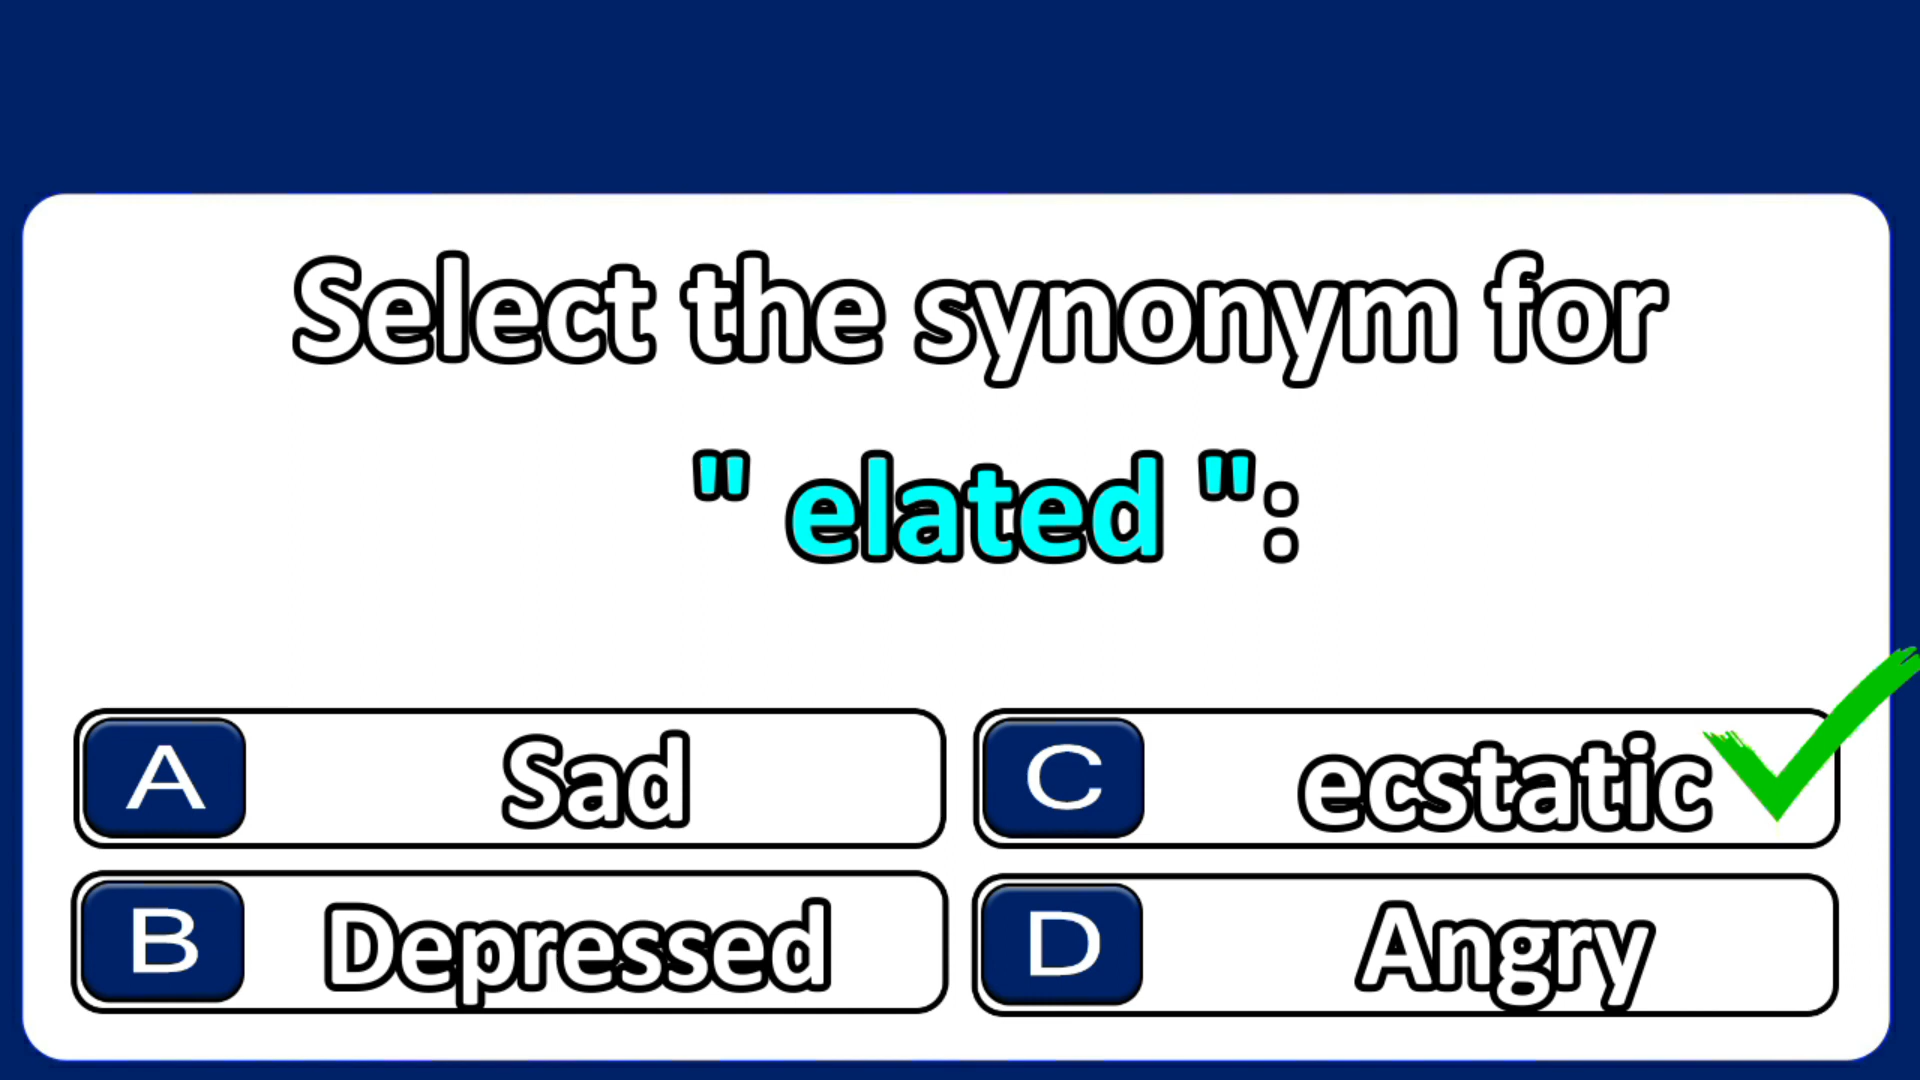 Select the synonym for
" elated ":
A Sad
C ecstatic
B Depressed
D Angry